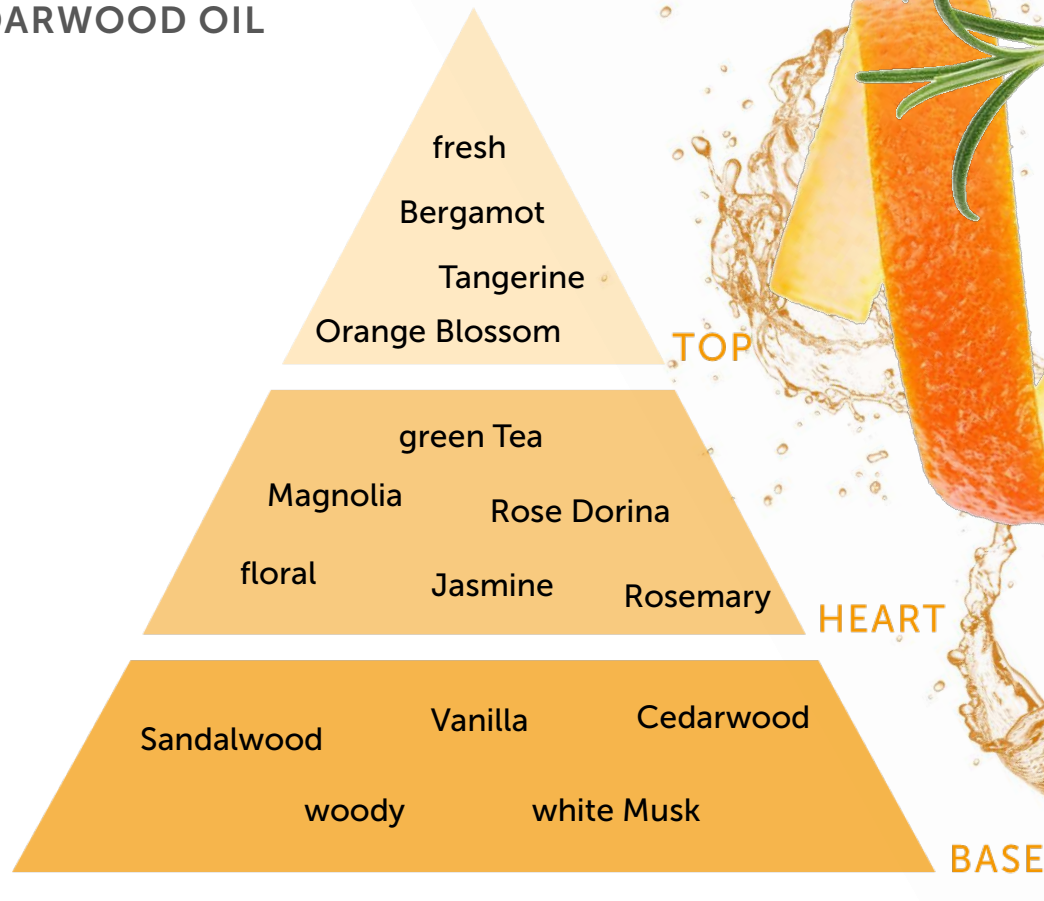 DARWOOD OIL
fresh
Bergamot
Tangerine
Orange Blossom
TOP
green Tea
Magnolia
Rose Dorina
floral
Jasmine
Rosemary
HEART
Sandalwood
Vanilla
Cedarwood
woody
white Musk
BASE